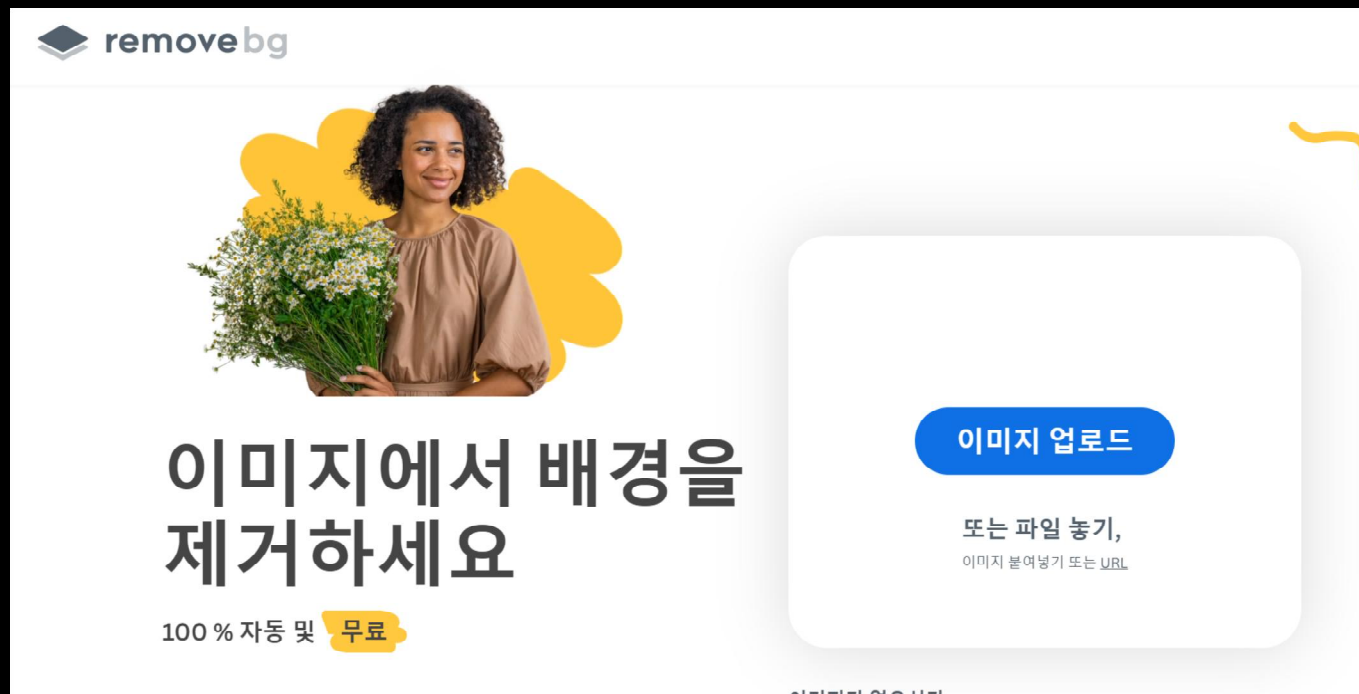 removebg
이미지에서 배경을
제거하세요
100 % 자동 및 무료
이미지 업로드
또는 파일 놓기,
이미지 붙여넣기 또는 URL